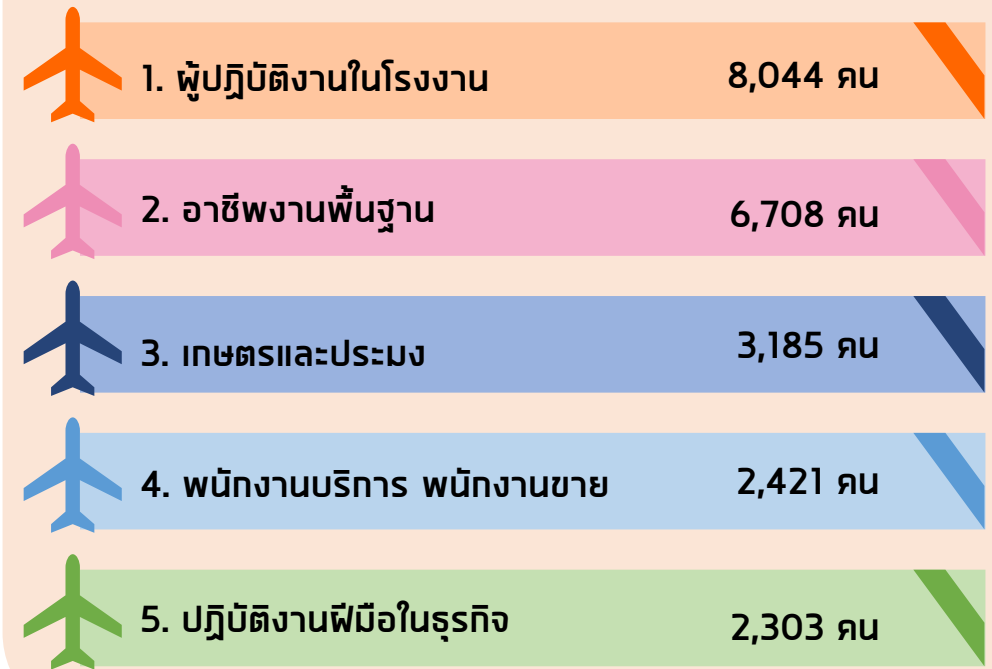 1. ผู้ปฏิบัติงานในโรงงาน 8,044 คน
2. อาชีพงานพื้นฐาน 6,708 คน
3. เกษตรและประมง 3,185 คน
4. พนักงานบริการ พนักงานขาย 2,421 คน
5. ปฏิบัติงานฝีมือในธุรกิจ 2,303 คน